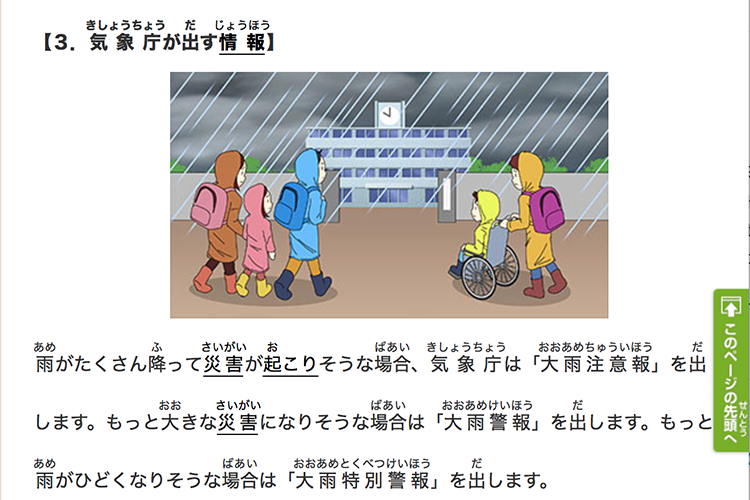 きしょうちょう だ じょうほう
【3．気象庁が出す情報】
あめ ふ さいがい お ばあい きしょうちょう おおあめちゅういほう だ
雨がたくさん降って災害が起こりそうな場合、気象庁は「大雨注意報」を出
おお さいがい ばあい おおあめけいほう だ
します。もっと大きな災害になりそうな場合は「大雨警報」を出します。もっと
あめ ばあい おおあめとくべつけいほう だ
雨がひどくなりそうな場合は「大雨特別警報」を出します。
せんとう
このページの先頭へ